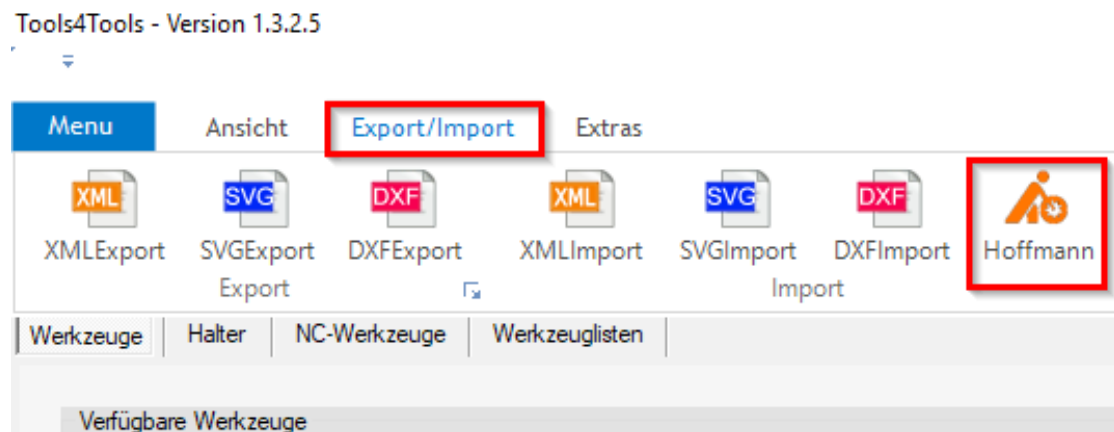 Tools4Tools - Version 1.3.2.5
Menu Ansicht Export/Import Extras
XML SVG DXF XML SVG DXF
XMLExport SVGExport DXFExport XMLImport SVGImport DXFImport Hoffmann
Export Import
Werkzeuge Halter NC-Werkzeuge Werkzeuglisten
Verfügbare Werkzeuge